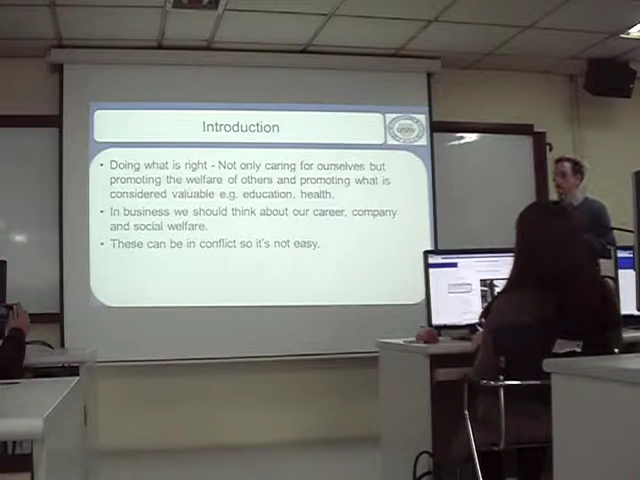 Introduction
• Doing what is right - Not only caring for ourselves but
promoting the welfare of others and promoting what is
considered valuable e.g. education, health.
• In business we should think about our career, company
and social welfare.
• These can be in conflict so it's not easy.